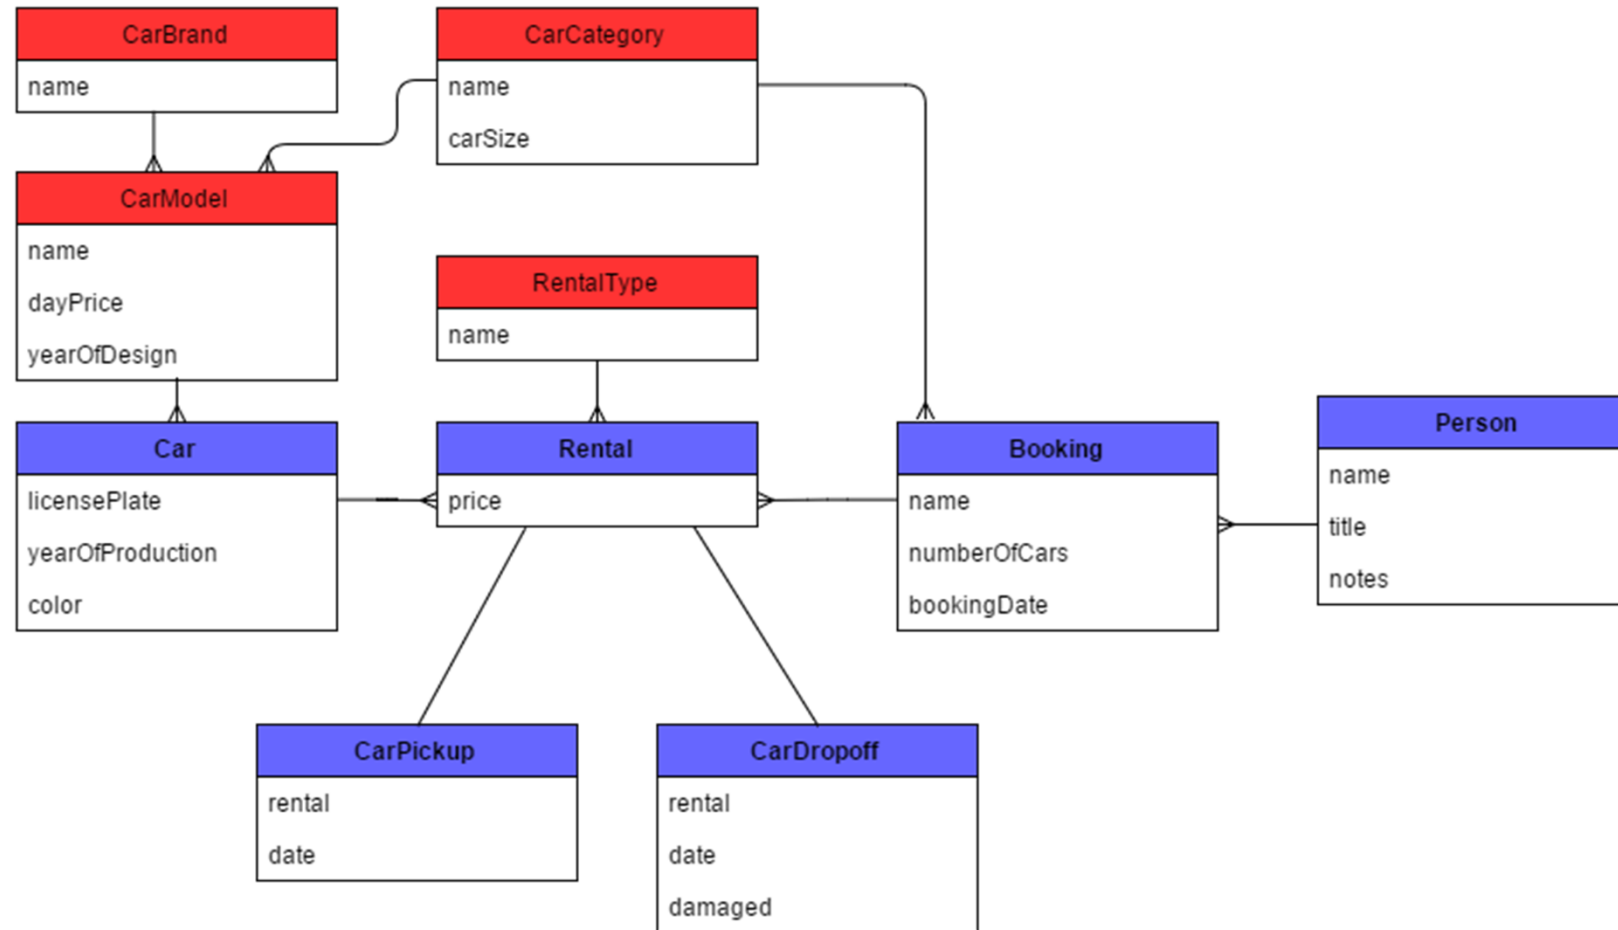 CarBrand
name
CarCategory
name
carSize
CarModel
name
dayPrice
yearOfDesign
RentalType
name
Car
licensePlate
yearOfProduction
color
Rental
price
Booking
name
numberOfCars
bookingDate
Person
name
title
notes
CarPickup
rental
date
CarDropoff
rental
date
damaged